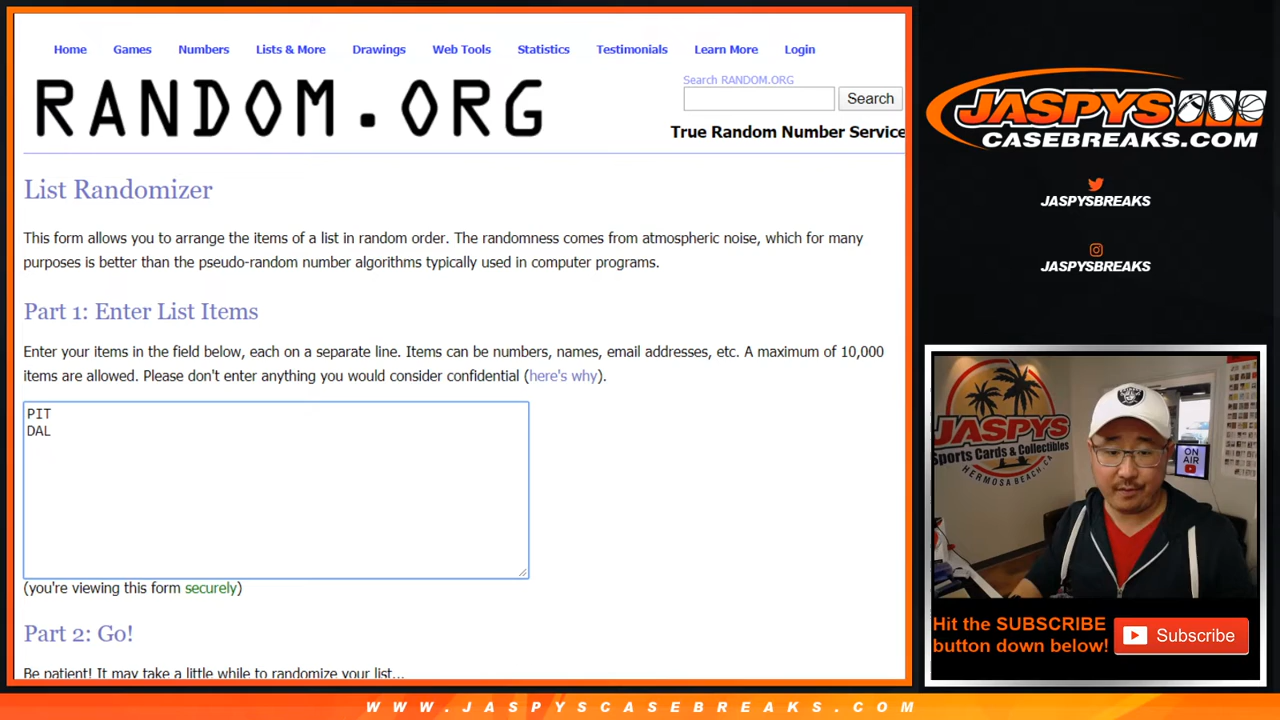 Home Games Numbers Lists & More Drawings Web Tools Statistics Testimonials Learn More Login
RANDOM.ORG
Search RANDOM.ORG
Search
True Random Number Service
List Randomizer
This form allows you to arrange the items of a list in random order. The randomness comes from atmospheric noise, which for many
purposes is better than the pseudo-random number algorithms typically used in computer programs.
Part 1: Enter List Items
Enter your items in the field below, each on a separate line. Items can be numbers, names, email addresses, etc. A maximum of 10,000
items are allowed. Please don't enter anything you would consider confidential (here's why).
PIT
DAL
(you're viewing this form securely)
Part 2: Go!
Be patient! It may take a little while to randomize your list...
JASPYS
CASEBREAKS.COM
JASPYSBREAKS
JASPYSBREAKS
JASPYS
Sports Cards & Collectibles
HERMOSA BEACH, CA
ON
AIR
Hit the SUBSCRIBE
button down below!
Subscribe
WWW.JASPYSCASEBREAKS.COM